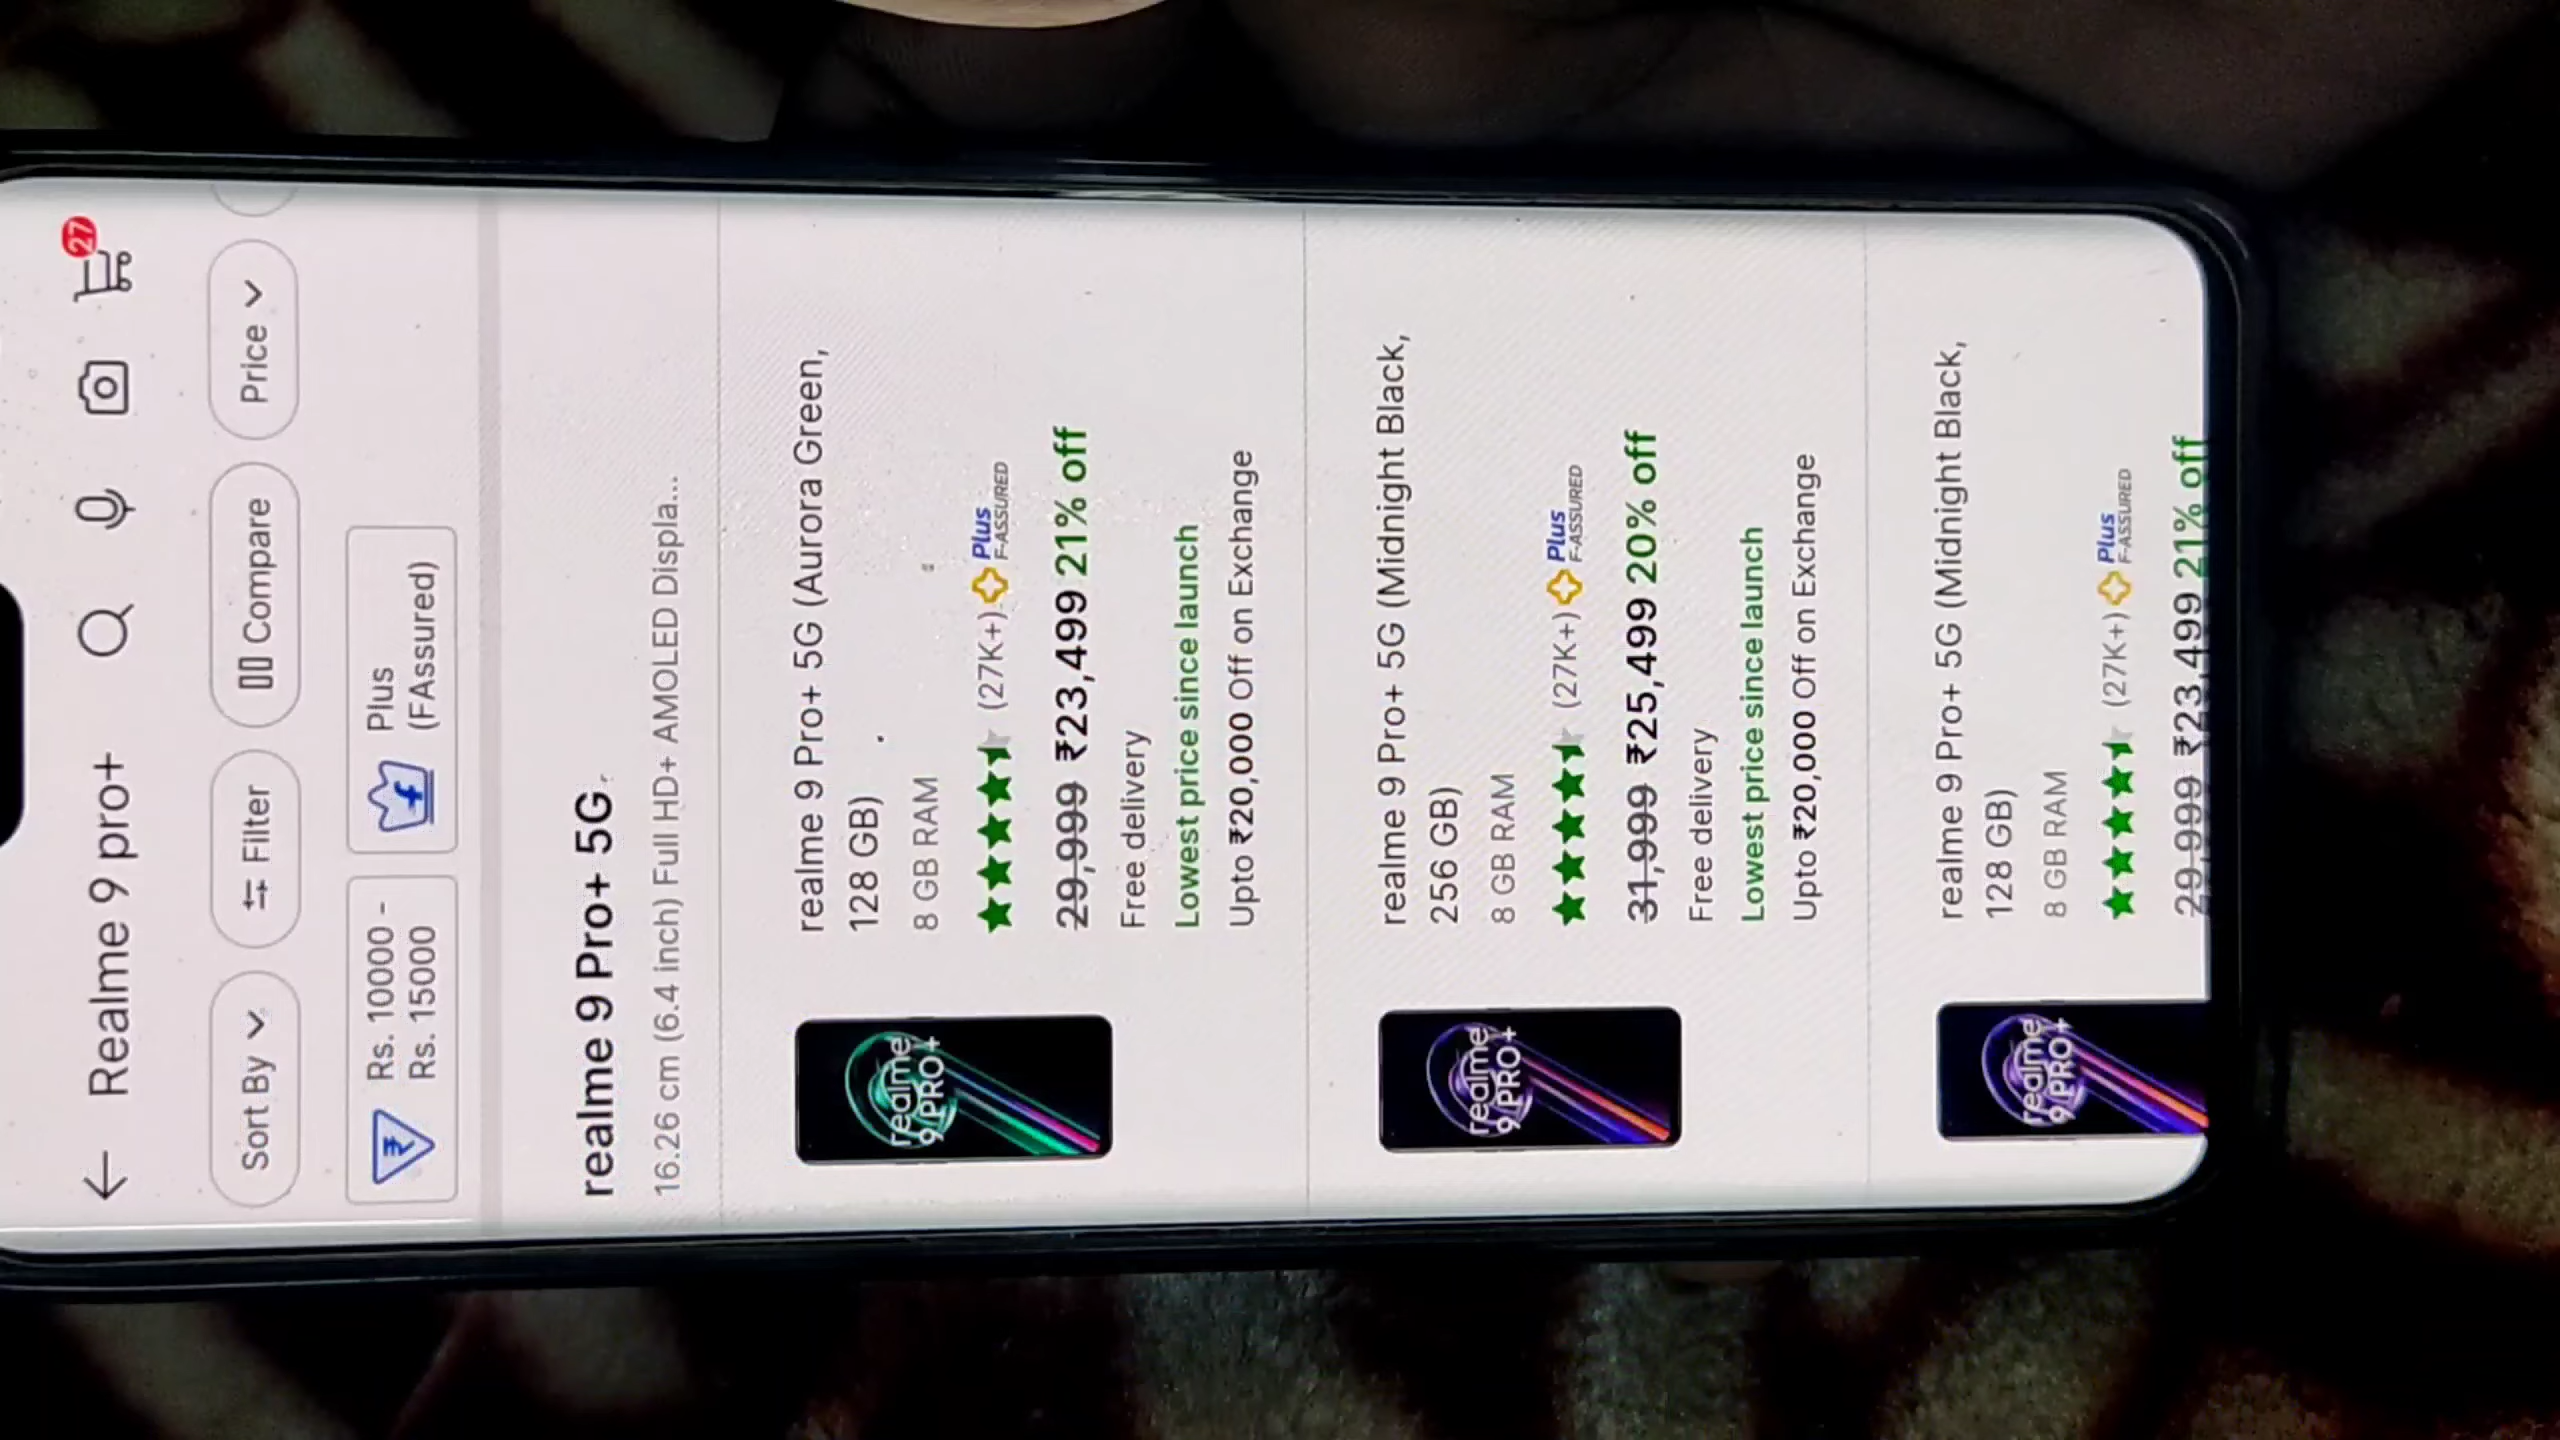 ← Realme 9 pro+
27
Sort By
Filter
Compare
Price
₹ Rs. 10000 -
Rs. 15000
f Plus
(FAssured)
realme 9 Pro+ 5G
16.26 cm (6.4 inch) Full HD+ AMOLED Displa...
realme
9 PRO+
realme 9 Pro+ 5G (Aurora Green,
128 GB)
8 GB RAM
(27K+) Plus
F-ASSURED
29,999 ₹23,499 21% off
Free delivery
Lowest price since launch
Upto ₹20,000 Off on Exchange
realme
9 PRO+
realme 9 Pro+ 5G (Midnight Black,
256 GB)
8 GB RAM
(27K+) Plus
F-ASSURED
31,999 ₹25,499 20% off
Free delivery
Lowest price since launch
Upto ₹20,000 Off on Exchange
realme
9 PRO+
realme 9 Pro+ 5G (Midnight Black,
128 GB)
8 GB RAM
(27K+) Plus
F-ASSURED
29,999 ₹23,499 21% off